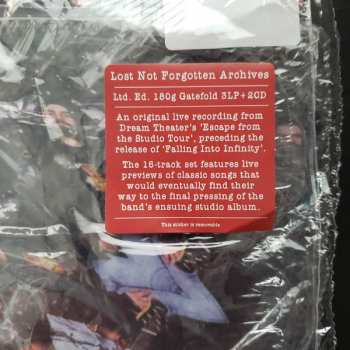 Lost Not Forgotten Archives
Ltd. Ed. 180g Gatefold 3LP+2CD
An original live recording from
Dream Theater's 'Escape from
the Studio Tour', preceding the
release of 'Falling Into Infinity'.
The 16-track set features live
previews of classic songs that
would eventually find their
way to the final pressing of the
band's ensuing studio album.
This sticker is removable